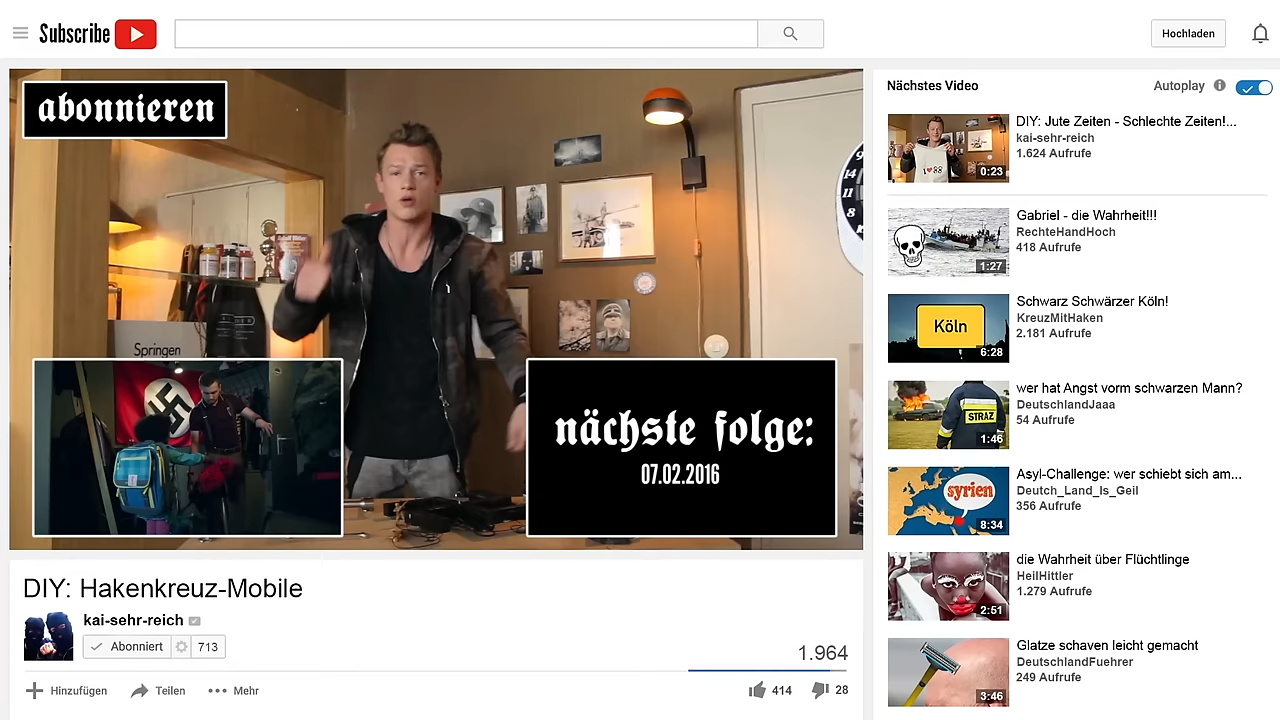 Subscribe
Hochladen
abonnieren
Springen
nächste folge:
07.02.2016
DIY: Hakenkreuz-Mobile
kai-sehr-reich
Abonniert 713
1.964
Hinzufügen Teilen Mehr 414 28
Nächstes Video Autoplay
DIY: Jute Zeiten - Schlechte Zeiten!...
kai-sehr-reich
1.624 Aufrufe
I ♥ 88
0:23
Gabriel - die Wahrheit!!!
RechteHandHoch
418 Aufrufe
1:27
Schwarz Schwärzer Köln!
KreuzMitHaken
2.181 Aufrufe
Köln
6:28
wer hat Angst vorm schwarzen Mann?
DeutschlandJaaa
54 Aufrufe
STRAZ
1:46
Asyl-Challenge: wer schiebt sich am...
Deutch_Land_Is_Geil
356 Aufrufe
syrien
8:34
die Wahrheit über Flüchtlinge
HeilHittler
1.279 Aufrufe
2:51
Glatze schaven leicht gemacht
DeutschlandFuehrer
249 Aufrufe
3:46